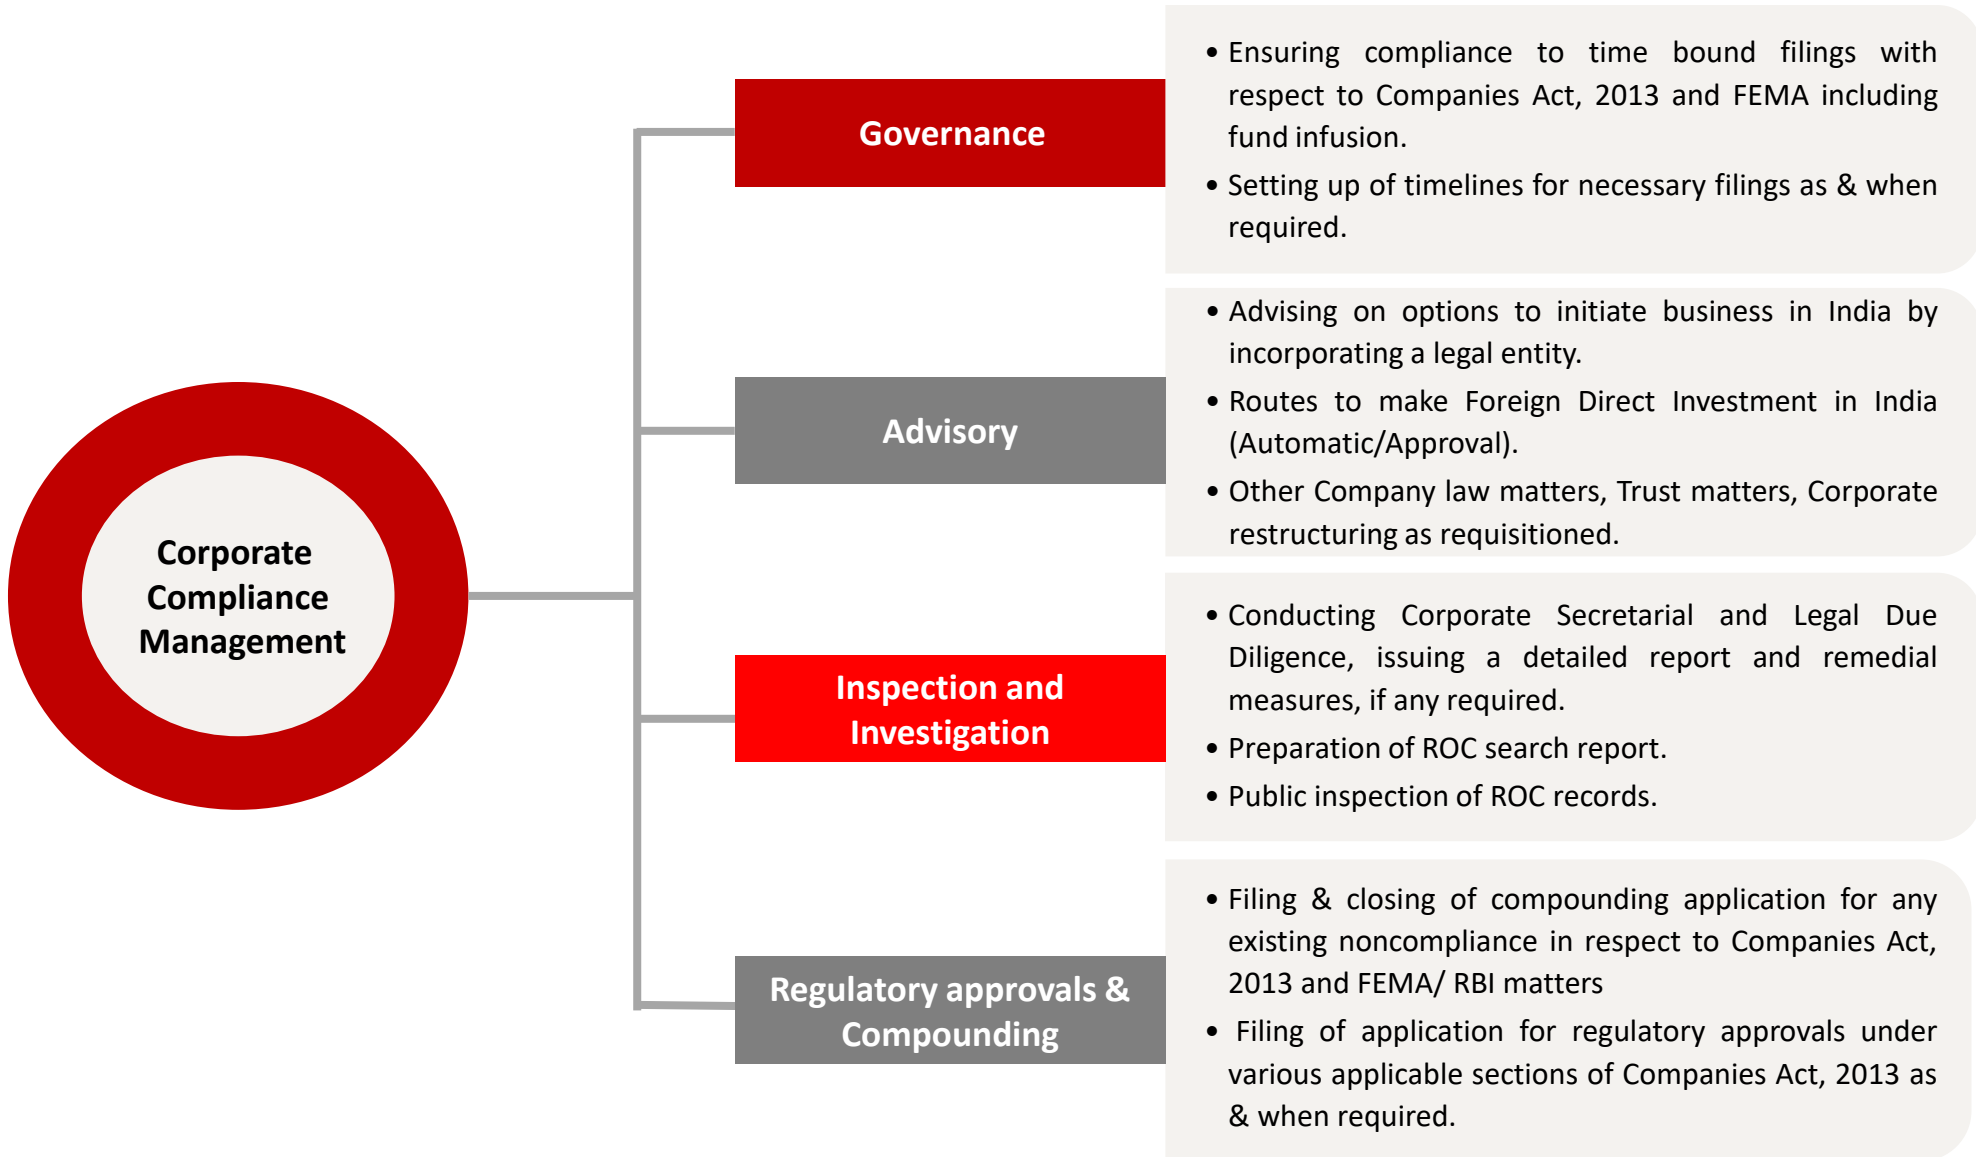 Corporate
Compliance
Management
Governance
• Ensuring compliance to time bound filings with
respect to Companies Act, 2013 and FEMA including
fund infusion.
• Setting up of timelines for necessary filings as & when
required.
Advisory
• Advising on options to initiate business in India by
incorporating a legal entity.
• Routes to make Foreign Direct Investment in India
(Automatic/Approval).
• Other Company law matters, Trust matters, Corporate
restructuring as requisitioned.
Inspection and
Investigation
• Conducting Corporate Secretarial and Legal Due
Diligence, issuing a detailed report and remedial
measures, if any required.
• Preparation of ROC search report.
• Public inspection of ROC records.
Regulatory approvals &
Compounding
• Filing & closing of compounding application for any
existing noncompliance in respect to Companies Act,
2013 and FEMA/ RBI matters
• Filing of application for regulatory approvals under
various applicable sections of Companies Act, 2013 as
& when required.